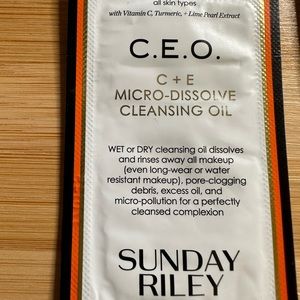 all skin types
with Vitamin C, Turmeric, + Lime Pearl Extract
C.E.O.
C + E
MICRO-DISSOLVE
CLEANSING OIL
WET or DRY cleansing oil dissolves
and rinses away all makeup
(even long-wear or water
resistant makeup), pore-clogging
debris, excess oil, and
micro-pollution for a perfectly
cleansed complexion
SUNDAY
RILEY